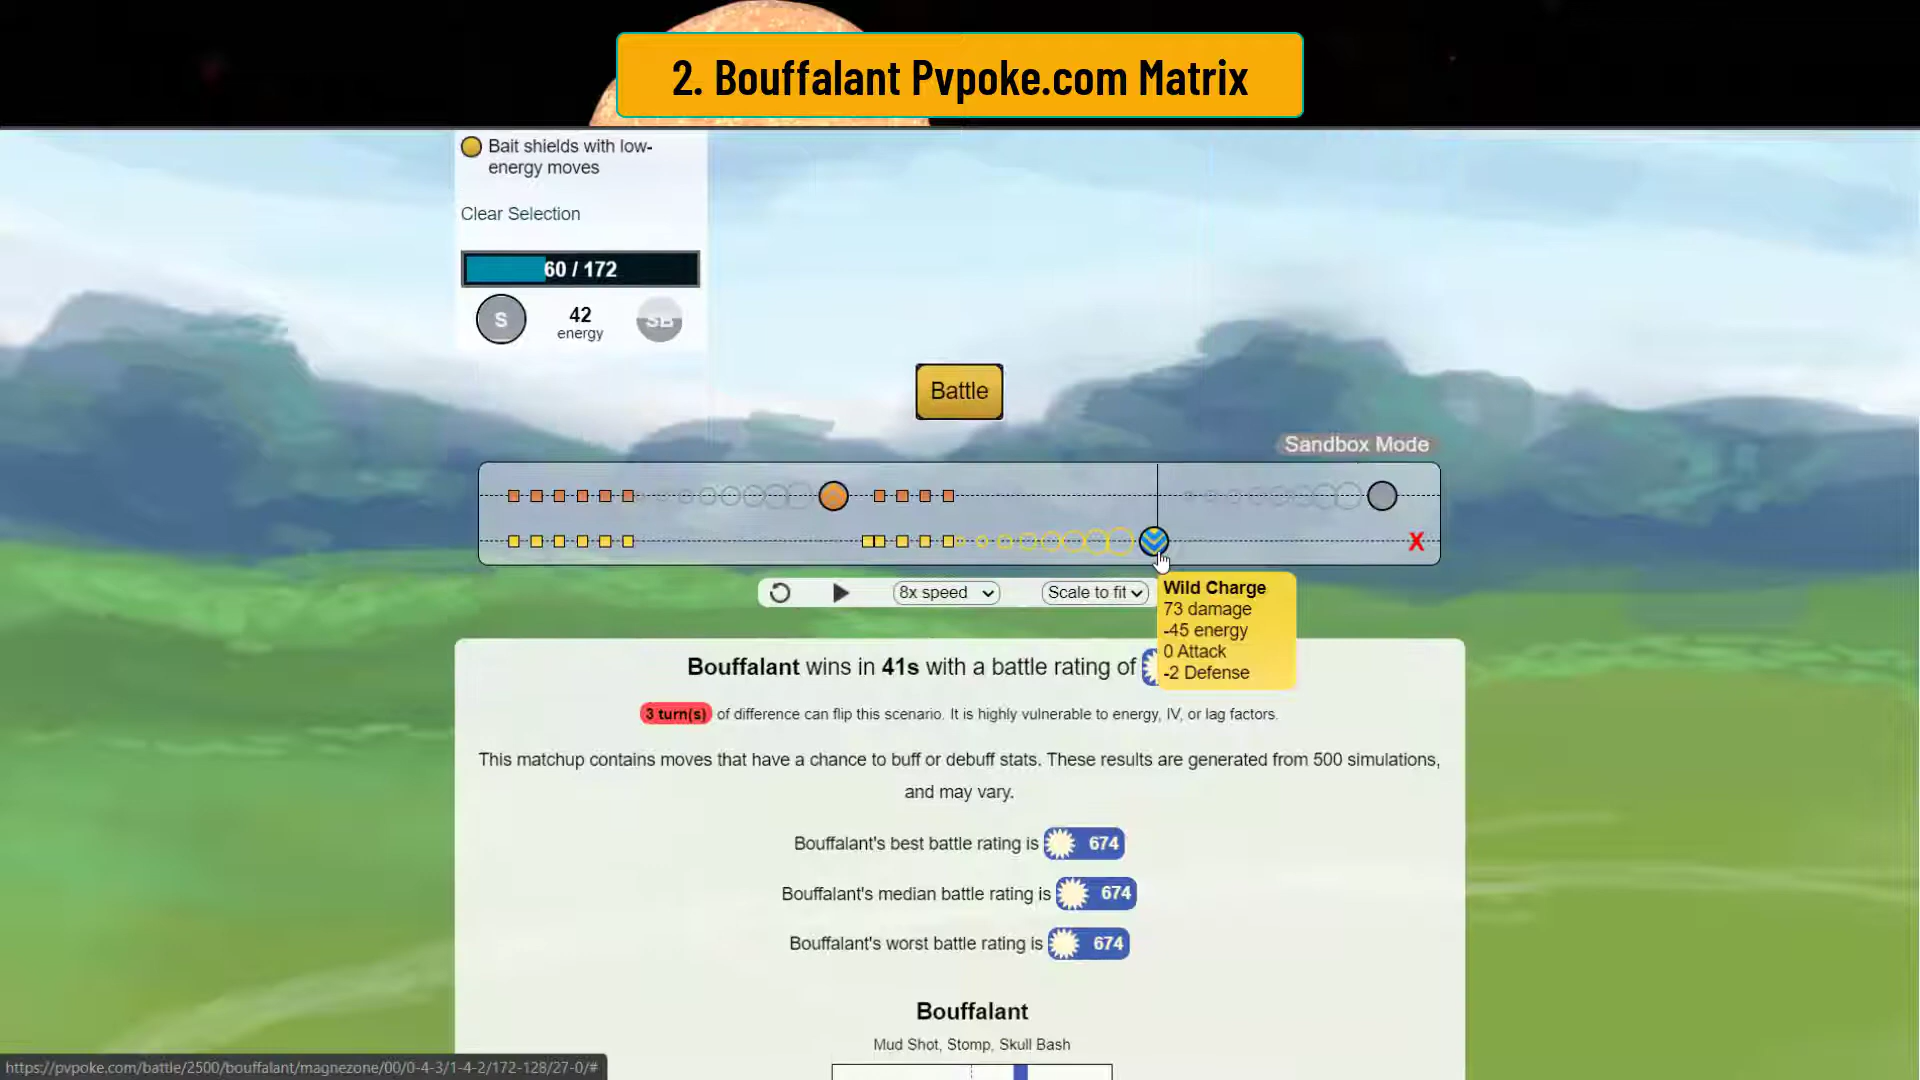 2. Bouffalant Pvpoke.com Matrix
Bait shields with low-
energy moves
Clear Selection
60 / 172
S
42
energy
SB
Battle
Sandbox Mode
X
8x speed
Scale to fit
Wild Charge
73 damage
-45 energy
0 Attack
-2 Defense
Bouffalant wins in 41s with a battle rating of
3 turn(s) of difference can flip this scenario. It is highly vulnerable to energy, IV, or lag factors.
This matchup contains moves that have a chance to buff or debuff stats. These results are generated from 500 simulations,
and may vary.
Bouffalant's best battle rating is 674
Bouffalant's median battle rating is 674
Bouffalant's worst battle rating is 674
Bouffalant
Mud Shot, Stomp, Skull Bash
https://pvpoke.com/battle/2500/bouffalant/magnezone/00/0-4-3/1-4-2/172-128/27-0/#